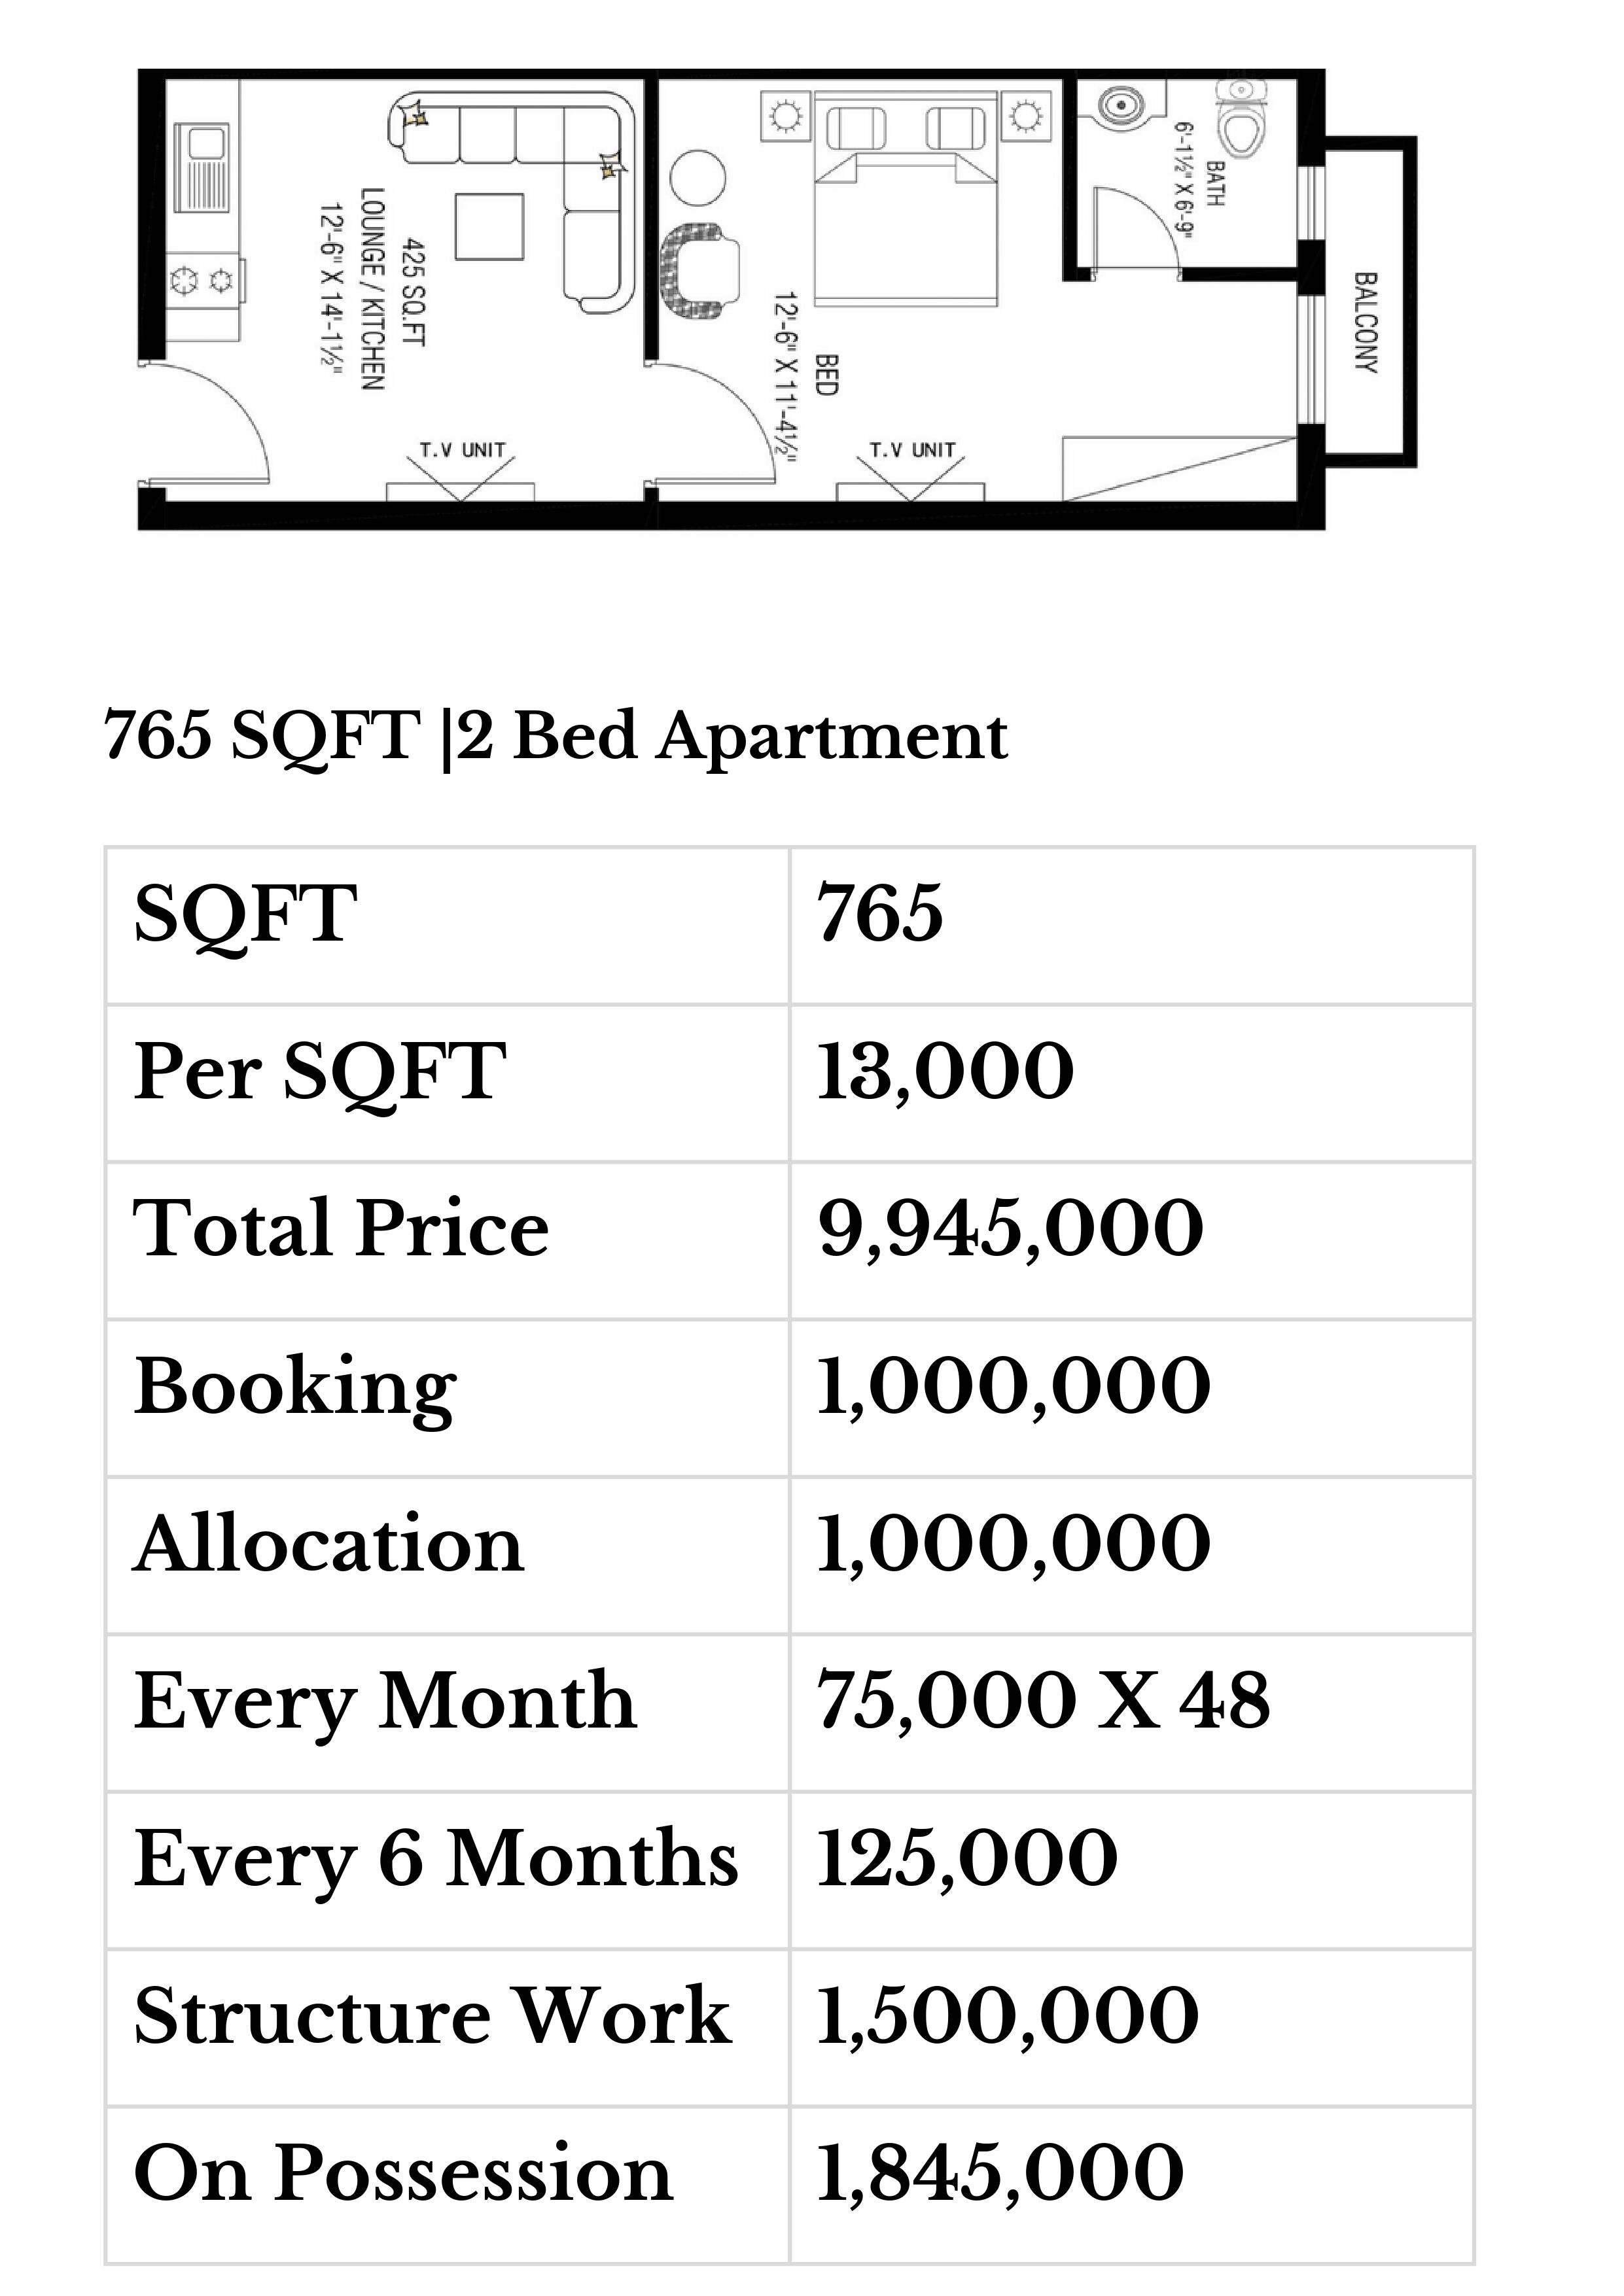 425 SQ.FT
LOUNGE / KITCHEN
12'-6" X 14'-1½"
T.V UNIT
BED
12'-6" X 11'-4½"
T.V UNIT
BATH
6'-1½" X 6'-9"
BALCONY
765 SQFT |2 Bed Apartment
SQFT 765
Per SQFT 13,000
Total Price 9,945,000
Booking 1,000,000
Allocation 1,000,000
Every Month 75,000 X 48
Every 6 Months 125,000
Structure Work 1,500,000
On Possession 1,845,000